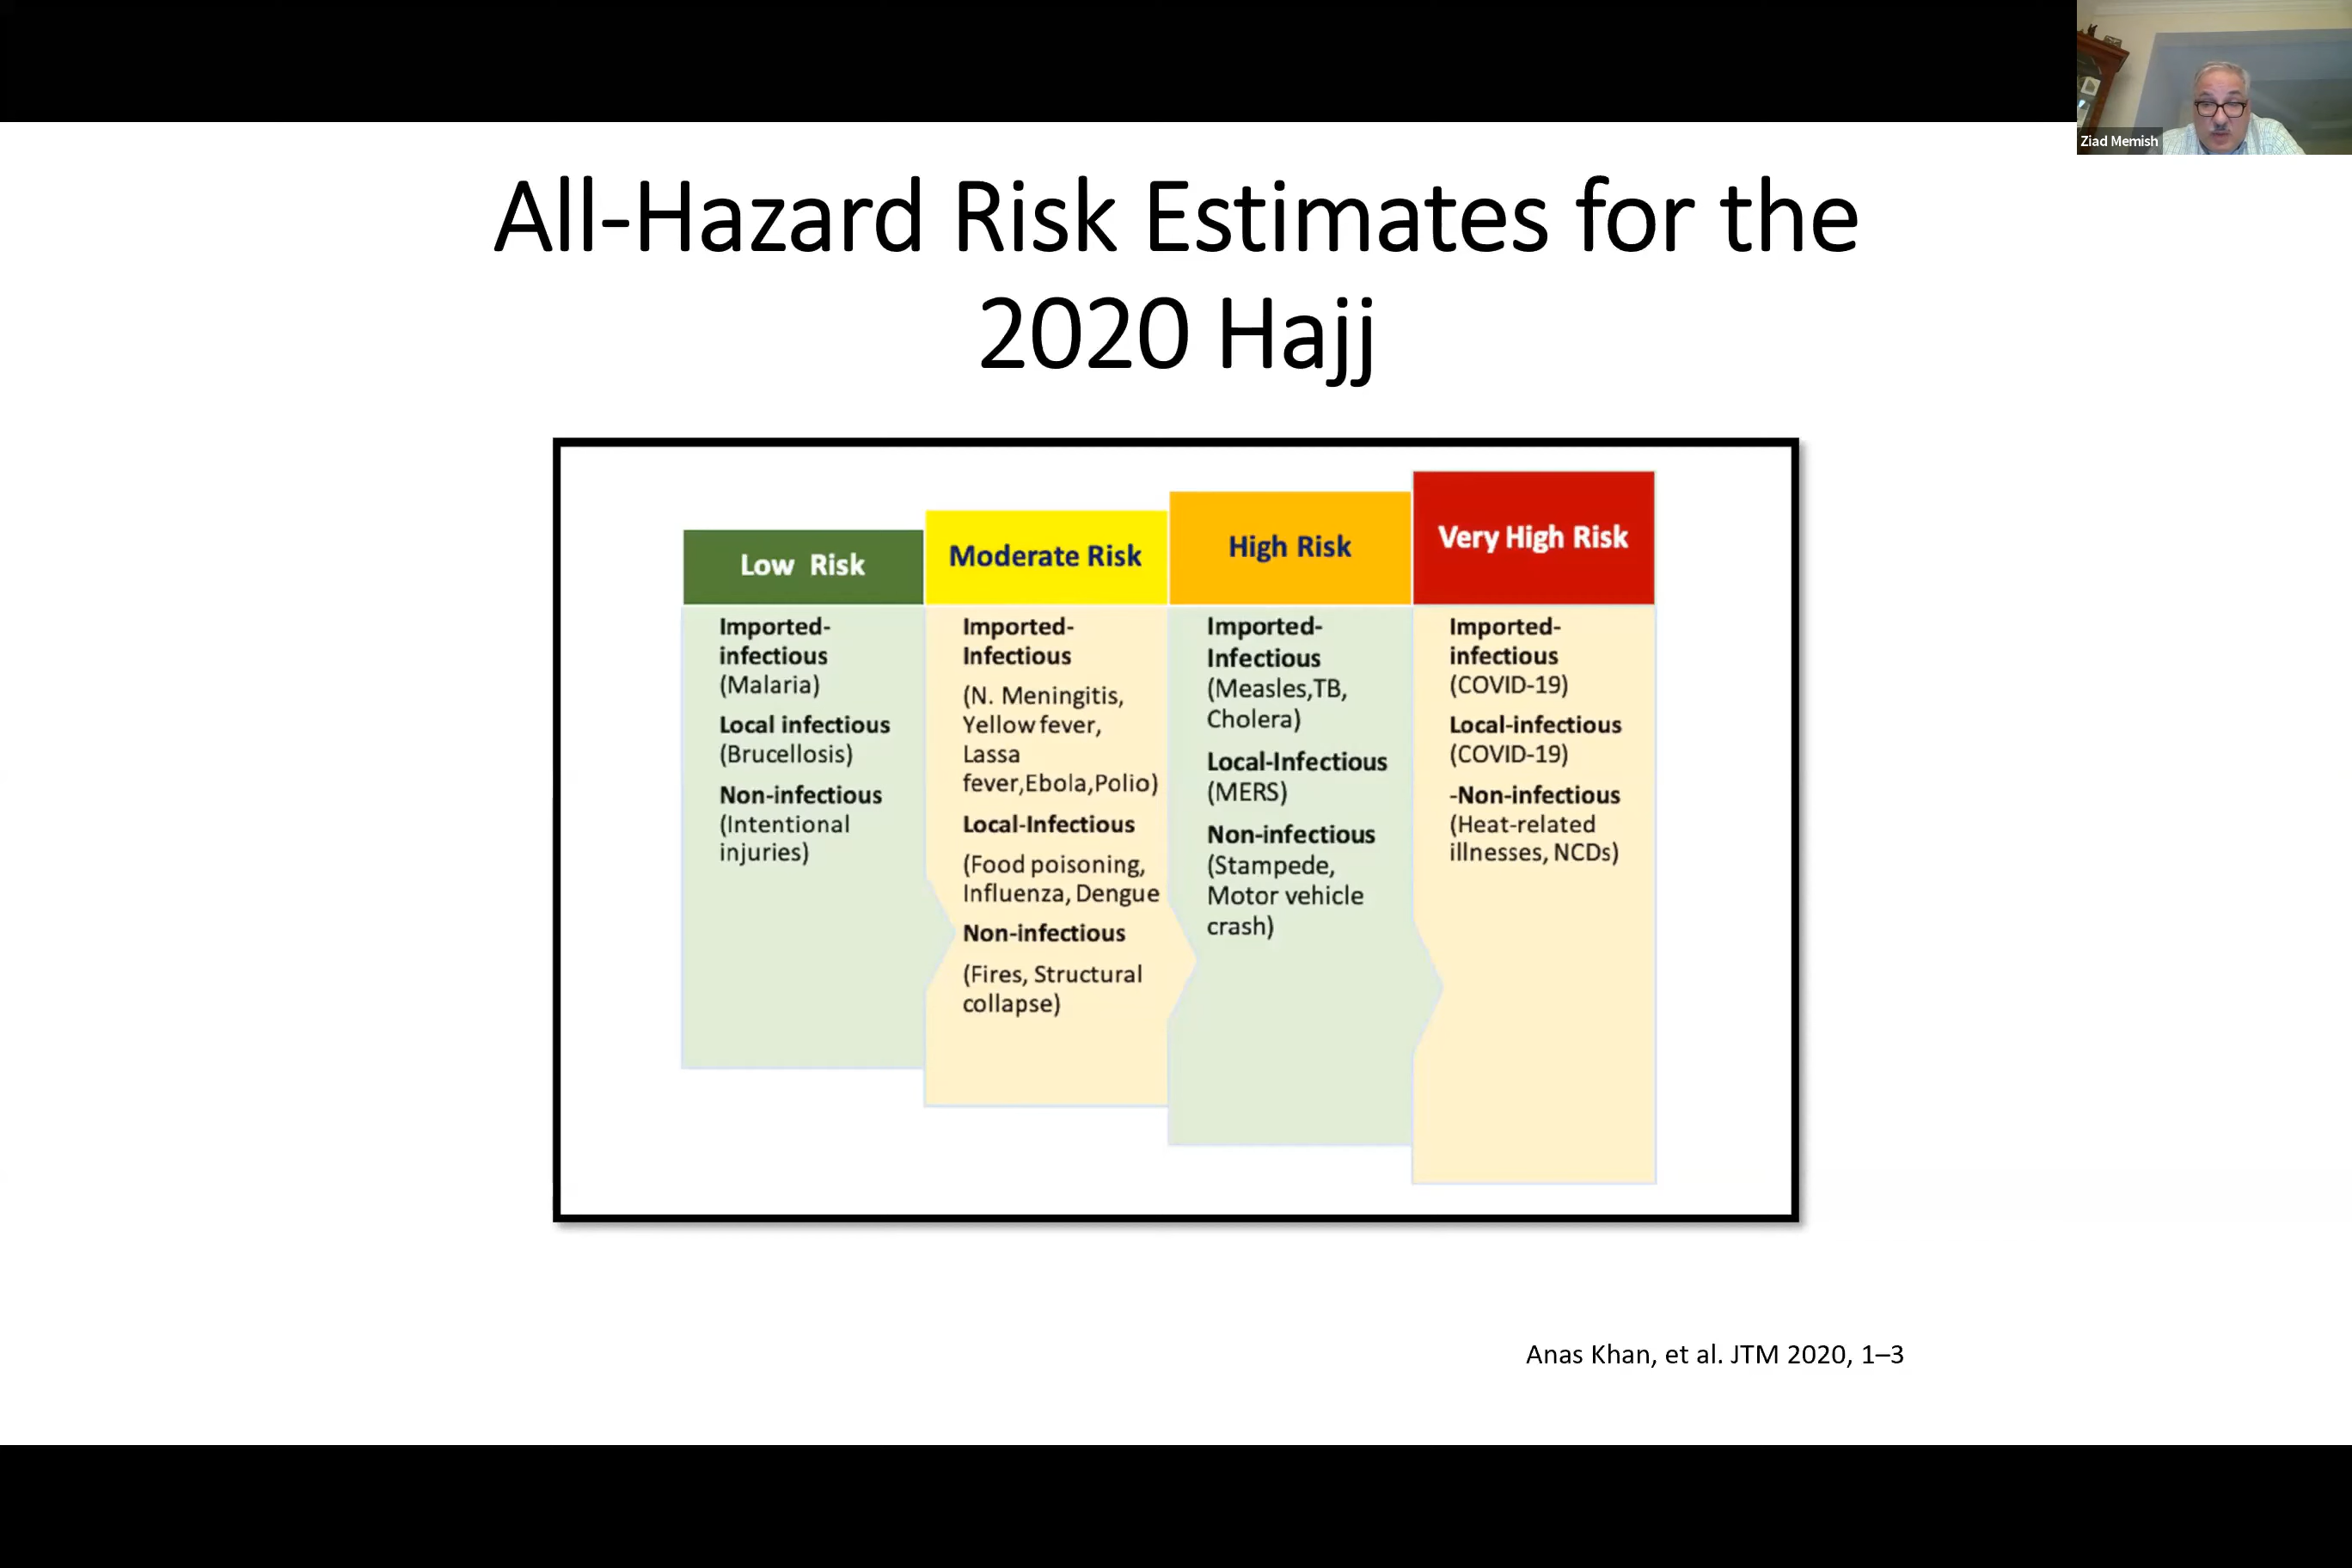 Ziad Memish
All-Hazard Risk Estimates for the
2020 Hajj
Low Risk
Imported-
infectious
(Malaria)
Local infectious
(Brucellosis)
Non-infectious
(Intentional
injuries)
Moderate Risk
Imported-
Infectious
(N. Meningitis,
Yellow fever,
Lassa
fever,Ebola,Polio)
Local-Infectious
(Food poisoning,
Influenza, Dengue
Non-infectious
(Fires, Structural
collapse)
High Risk
Imported-
Infectious
(Measles,TB,
Cholera)
Local-Infectious
(MERS)
Non-infectious
(Stampede,
Motor vehicle
crash)
Very High Risk
Imported-
infectious
(COVID-19)
Local-infectious
(COVID-19)
-Non-infectious
(Heat-related
illnesses, NCDs)
Anas Khan, et al. JTM 2020, 1–3